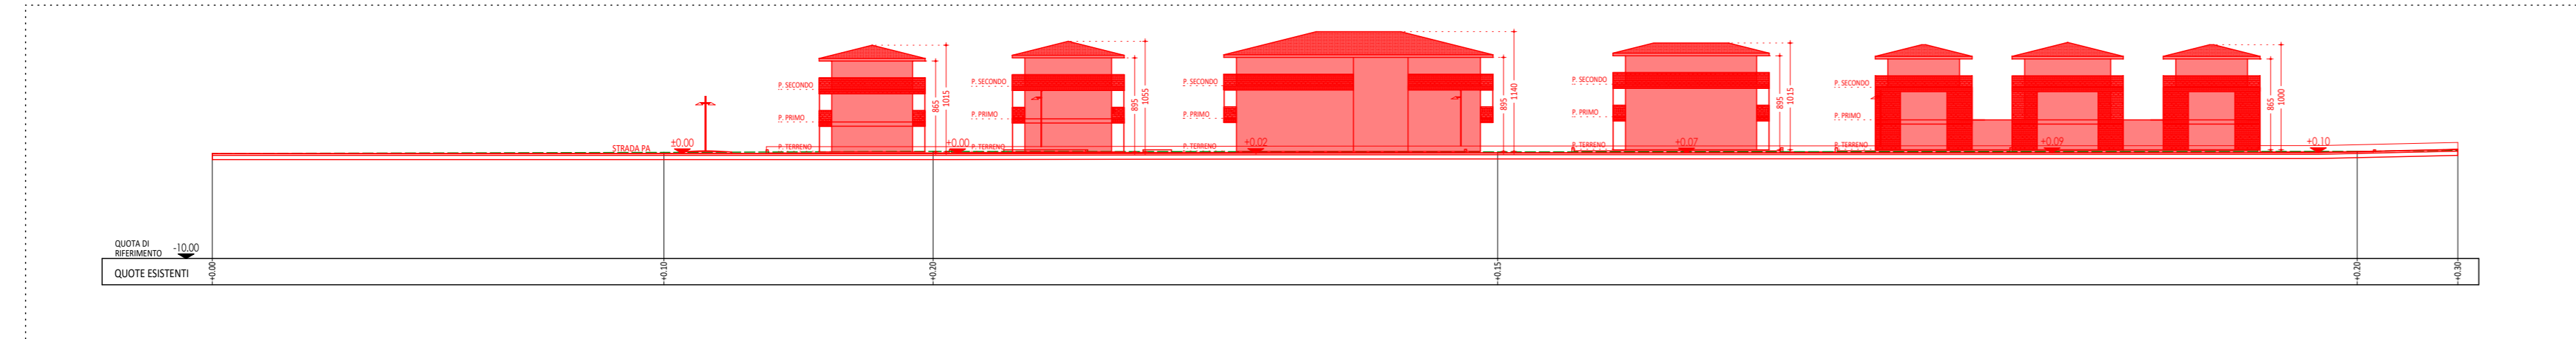 P. SECONDO
P. PRIMO
P. TERRENO
865
1015
P. SECONDO
P. PRIMO
P. TERRENO
895
1055
P. SECONDO
P. PRIMO
P. TERRENO
895
1140
P. SECONDO
P. PRIMO
P. TERRENO
895
1015
P. SECONDO
P. PRIMO
P. TERRENO
865
1000
STRADA PA
±0.00
+0.00
+0.02
+0.07
+0.09
+0.10
QUOTA DI
RIFERIMENTO -10.00
QUOTE ESISTENTI
+0.00
+0.10
+0.20
+0.15
+0.20
+0.30